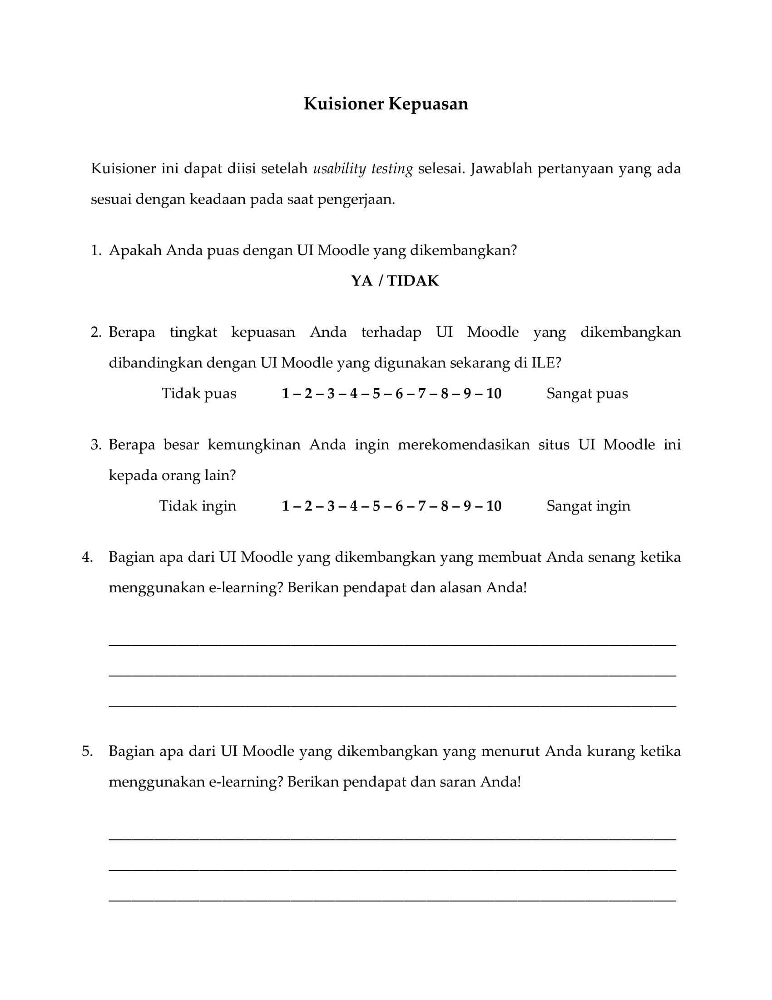 Kuisioner Kepuasan
Kuisioner ini dapat diisi setelah usability testing selesai. Jawablah pertanyaan yang ada
sesuai dengan keadaan pada saat pengerjaan.
1. Apakah Anda puas dengan UI Moodle yang dikembangkan?
YA / TIDAK
2. Berapa tingkat kepuasan Anda terhadap UI Moodle yang dikembangkan
dibandingkan dengan UI Moodle yang digunakan sekarang di ILE?
Tidak puas 1 – 2 – 3 – 4 – 5 – 6 – 7 – 8 – 9 – 10 Sangat puas
3. Berapa besar kemungkinan Anda ingin merekomendasikan situs UI Moodle ini
kepada orang lain?
Tidak ingin 1 – 2 – 3 – 4 – 5 – 6 – 7 – 8 – 9 – 10 Sangat ingin
4. Bagian apa dari UI Moodle yang dikembangkan yang membuat Anda senang ketika
menggunakan e-learning? Berikan pendapat dan alasan Anda!
5. Bagian apa dari UI Moodle yang dikembangkan yang menurut Anda kurang ketika
menggunakan e-learning? Berikan pendapat dan saran Anda!